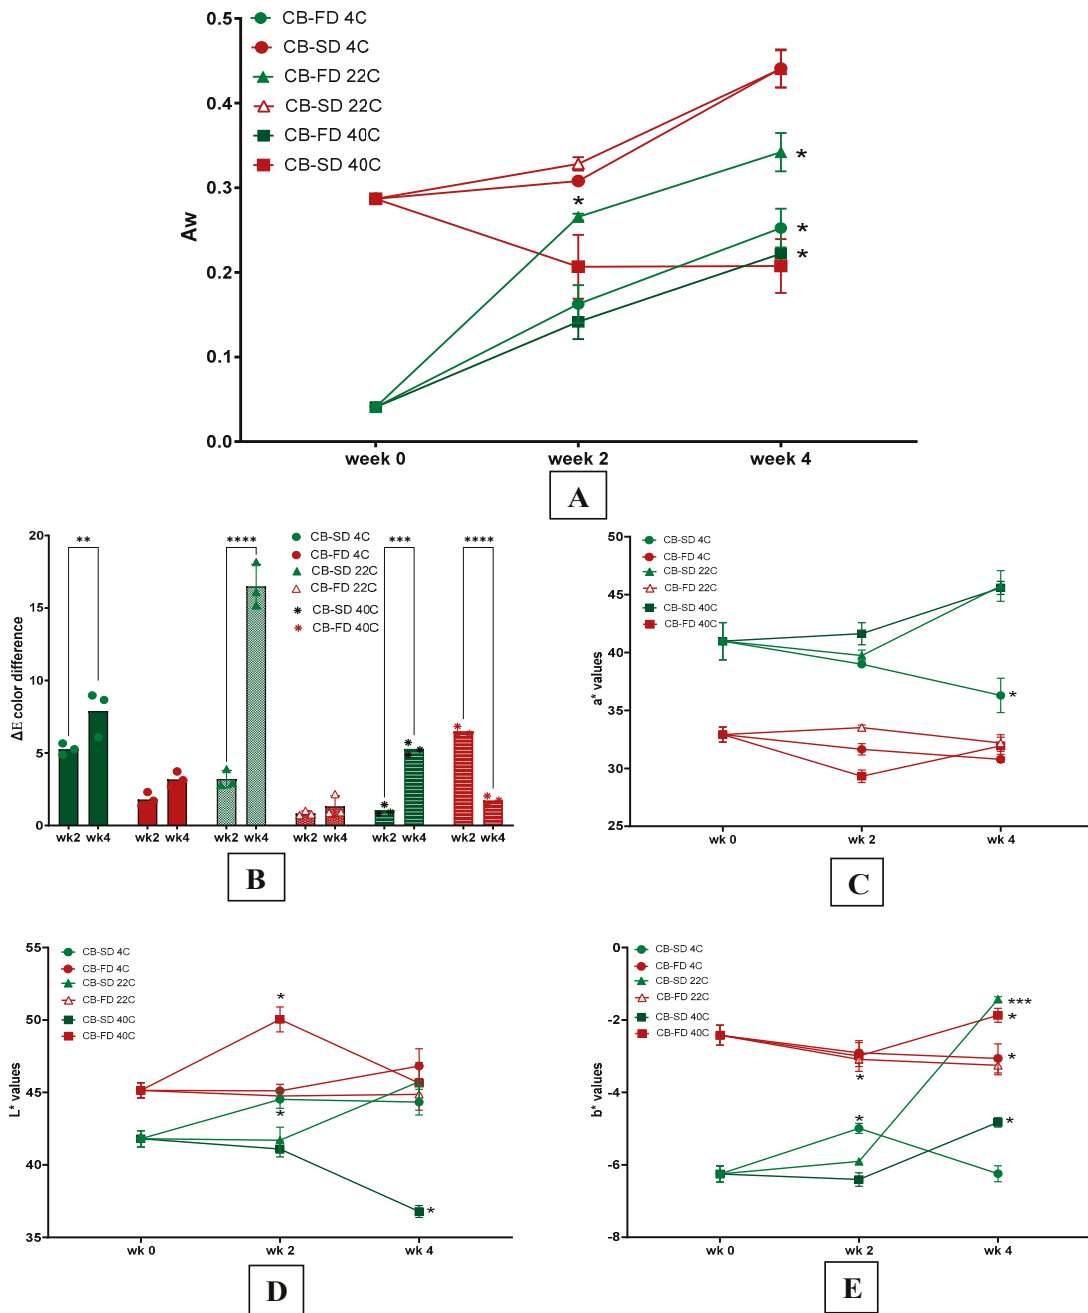 0.5
0.4
0.3
0.2
0.1
0.0
Aw
CB-FD 4C
CB-SD 4C
CB-FD 22C
CB-SD 22C
CB-FD 40C
CB-SD 40C
*
*
*
*
week 0
week 2
week 4
A
20
15
10
5
0
ΔE color difference
**
****
***
****
CB-SD 4C
CB-FD 4C
CB-SD 22C
CB-FD 22C
CB-SD 40C
CB-FD 40C
wk2 wk4 wk2 wk4 wk2 wk4 wk2 wk4 wk2 wk4 wk2 wk4
B
50
45
40
35
30
25
a* values
CB-SD 4C
CB-FD 4C
CB-SD 22C
CB-FD 22C
CB-SD 40C
CB-FD 40C
*
wk 0
wk 2
wk 4
C
55
50
45
40
35
L* values
CB-SD 4C
CB-FD 4C
CB-SD 22C
CB-FD 22C
CB-SD 40C
CB-FD 40C
*
*
*
wk 0
wk 2
wk 4
D
0
-2
-4
-6
-8
b* values
CB-SD 4C
CB-FD 4C
CB-SD 22C
CB-FD 22C
CB-SD 40C
CB-FD 40C
***
*
*
*
*
*
wk 0
wk 2
wk 4
E